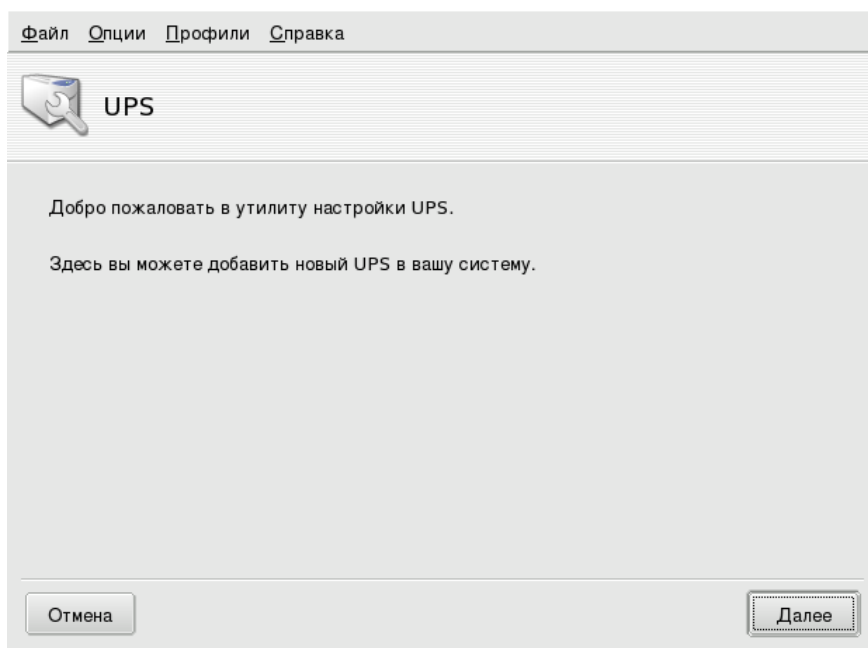 Файл Опции Профили Справка
UPS
Добро пожаловать в утилиту настройки UPS.
Здесь вы можете добавить новый UPS в вашу систему.
Отмена Далее